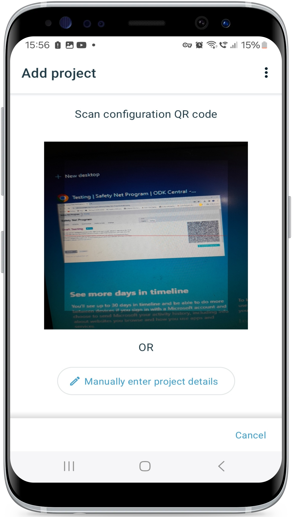 15:56
15%
Add project
Scan configuration QR code
New desktop
Testing | Safety Net Program | ODK Central -...
See more days in timeline
OR
Manually enter project details
Cancel